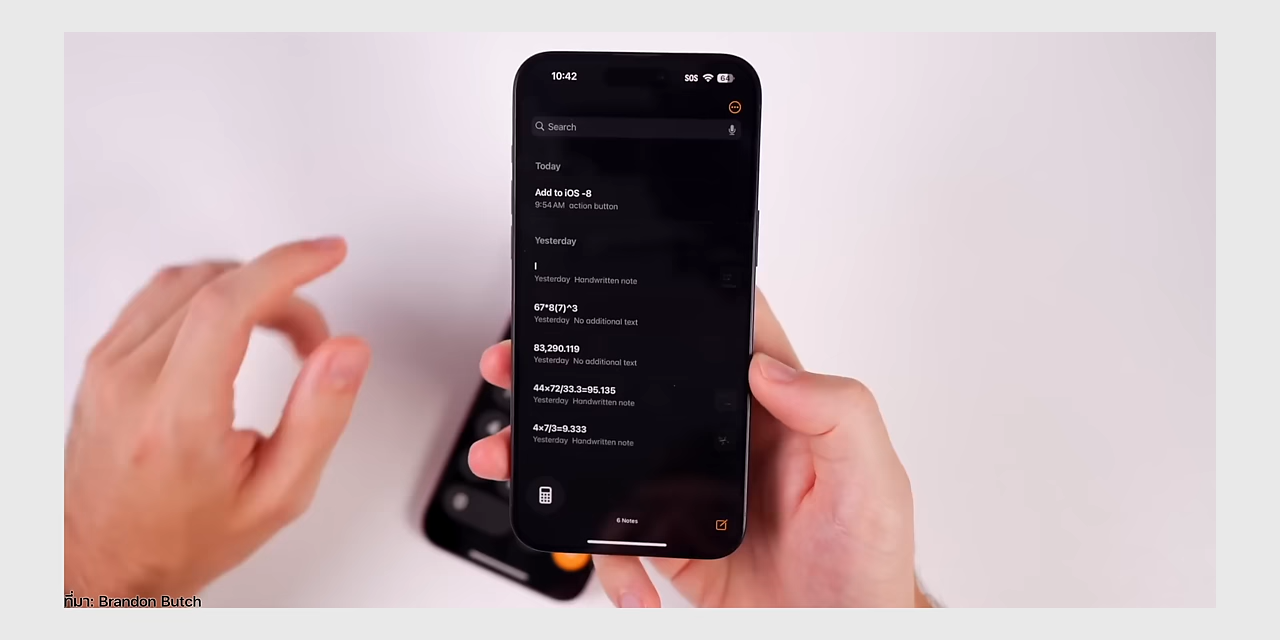 10:42
SOS
64
Search
Today
Add to iOS -8
9:54 AM action button
Yesterday
I
Yesterday Handwritten note
67*8(7)^3
Yesterday No additional text
83,290.119
Yesterday No additional text
44×72/33.3=95.135
Yesterday Handwritten note
4×7/3=9.333
Yesterday Handwritten note
6 Notes
ที่มา: Brandon Butch